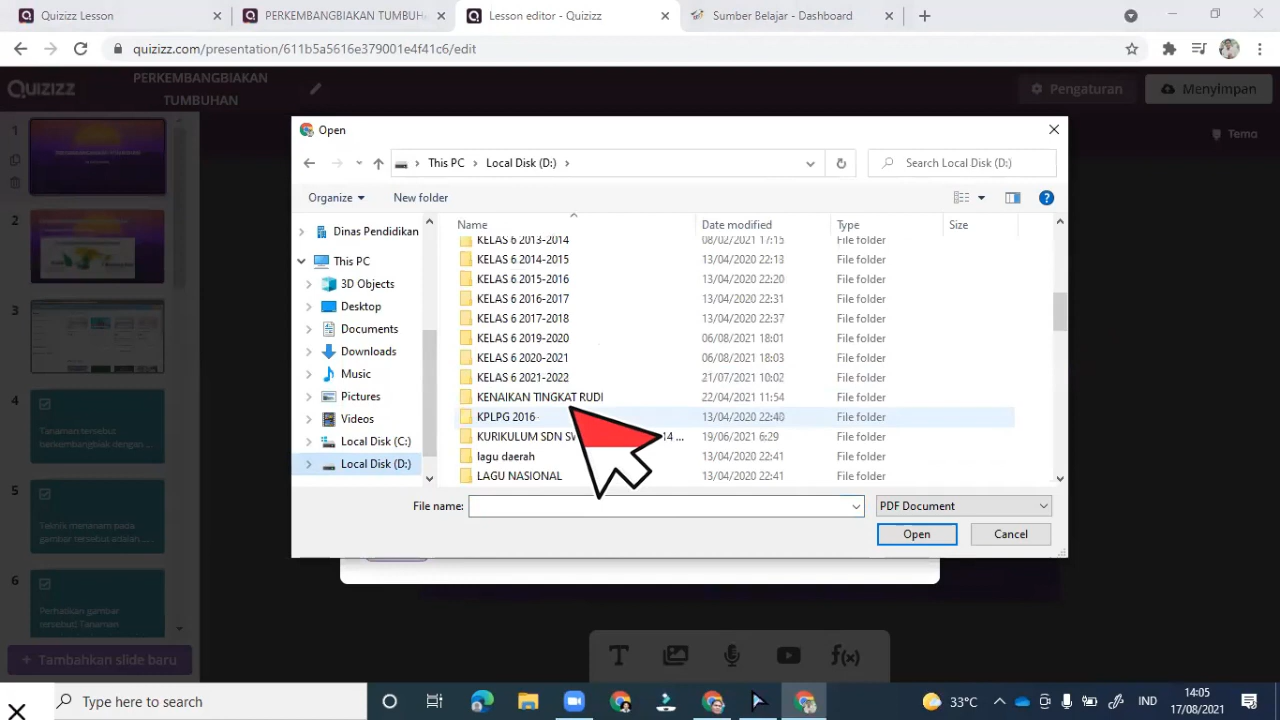 Quizizz Lesson
PERKEMBANGBIAKAN TUMBUH
Lesson editor - Quizizz
Sumber Belajar - Dashboard
quizizz.com/presentation/611b5a5616e379001e4f41c6/edit
QUIZIZZ
PERKEMBANGBIAKAN
TUMBUHAN
Pengaturan
Menyimpan
Tema
Open
This PC > Local Disk (D:) >
Search Local Disk (D:)
Organize
New folder
Name Date modified Type Size
Dinas Pendidikan
This PC
3D Objects
Desktop
Documents
Downloads
Music
Pictures
Videos
Local Disk (C:)
Local Disk (D:)
KELAS 6 2013-2014 08/02/2021 17:15 File folder
KELAS 6 2014-2015 13/04/2020 22:13 File folder
KELAS 6 2015-2016 13/04/2020 22:20 File folder
KELAS 6 2016-2017 13/04/2020 22:31 File folder
KELAS 6 2017-2018 13/04/2020 22:37 File folder
KELAS 6 2019-2020 06/08/2021 18:01 File folder
KELAS 6 2020-2021 06/08/2021 18:03 File folder
KELAS 6 2021-2022 21/07/2021 10:02 File folder
KENAIKAN TINGKAT RUDI 22/04/2021 11:54 File folder
KPLPG 2016 13/04/2020 22:40 File folder
KURIKULUM SDN 14 ... 19/06/2021 6:29 File folder
lagu daerah 13/04/2020 22:41 File folder
LAGU NASIONAL 13/04/2020 22:41 File folder
File name:
PDF Document
Open
Cancel
1
2
3
4
Tanaman tersebut
berkembangbiak dengan...
5
Teknik menanam pada
gambar tersebut adalah....
6
Perhatikan gambar
tersebut! Tanaman
+ Tambahkan slide baru
T
f(x)
Type here to search
33°C
IND
14:05
17/08/2021